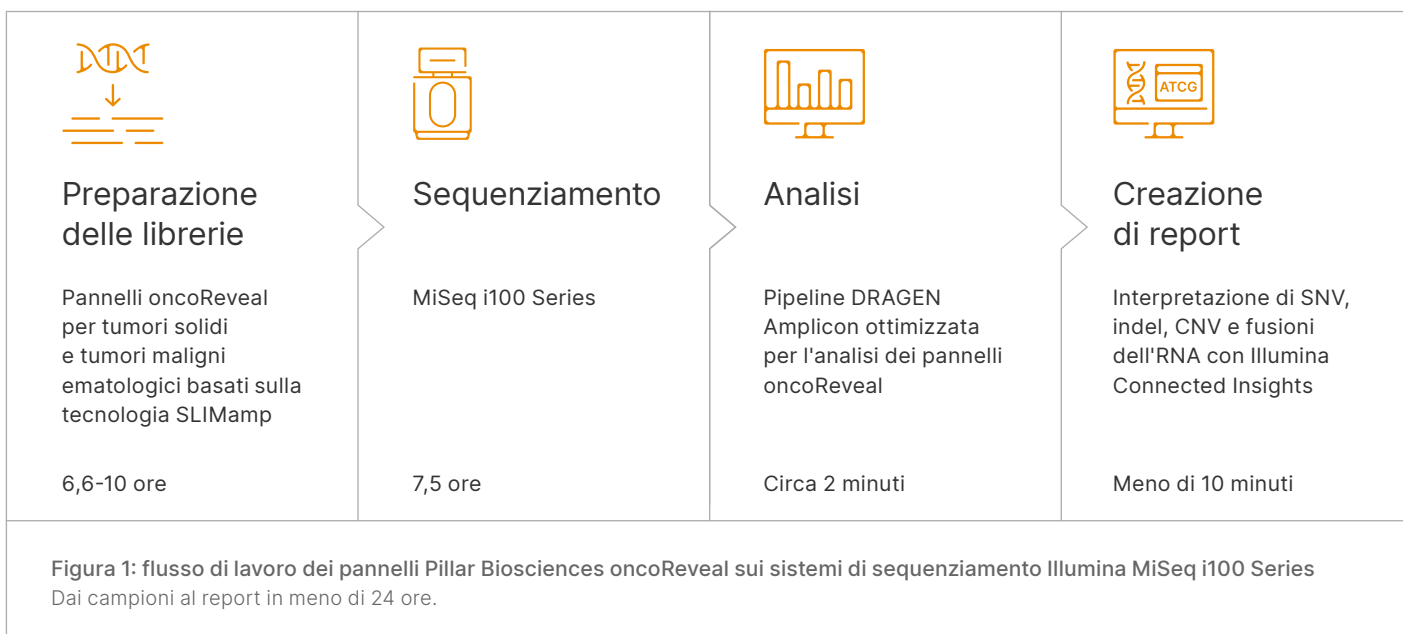 ATCG
Preparazione
delle librerie
Pannelli oncoReveal
per tumori solidi
e tumori maligni
ematologici basati sulla
tecnologia SLIMamp
6,6-10 ore
Sequenziamento
MiSeq i100 Series
7,5 ore
Analisi
Pipeline DRAGEN
Amplicon ottimizzata
per l'analisi dei pannelli
oncoReveal
Circa 2 minuti
Creazione
di report
Interpretazione di SNV,
indel, CNV e fusioni
dell'RNA con Illumina
Connected Insights
Meno di 10 minuti
Figura 1: flusso di lavoro dei pannelli Pillar Biosciences oncoReveal sui sistemi di sequenziamento Illumina MiSeq i100 Series
Dai campioni al report in meno di 24 ore.